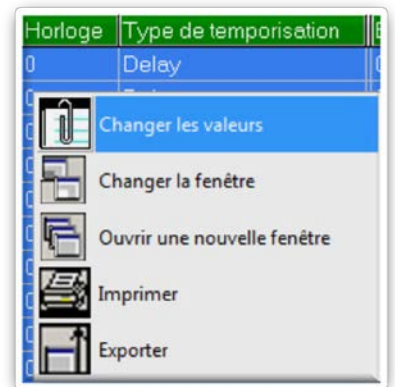 Horloge Type de temporisation
0 Delay
Changer les valeurs
Changer la fenêtre
Ouvrir une nouvelle fenêtre
Imprimer
Exporter